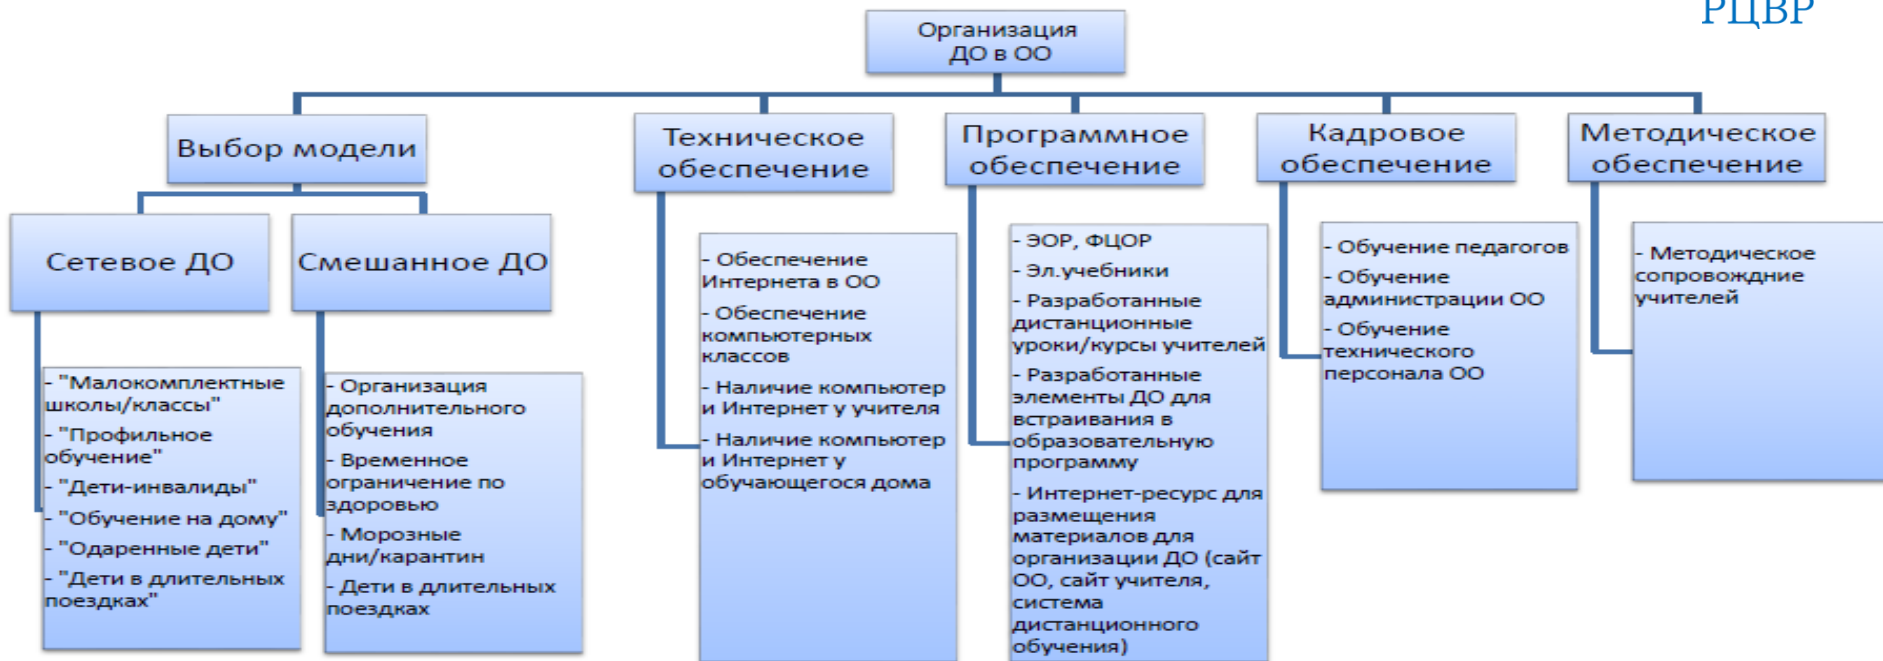 РЦВР
Организация
ДО в ОО
Выбор модели
Техническое
обеспечение
Программное
обеспечение
Кадровое
обеспечение
Методическое
обеспечение
Сетевое ДО
Смешанное ДО
- "Малокомплектные
школы/классы"
- "Профильное
обучение"
- "Дети-инвалиды"
- "Обучение на дому"
- "Одаренные дети"
- "Дети в длительных
поездках"
- Организация
дополнительного
обучения
- Временное
ограничение по
здоровью
- Морозные
дни/карантин
- Дети в длительных
поездках
- Обеспечение
Интернета в ОО
- Обеспечение
компьютерных
классов
- Наличие компьютер
и Интернет у учителя
- Наличие компьютер
и Интернет у
обучающегося дома
- ЭОР, ФЦОР
- Эл.учебники
- Разработанные
дистанционные
уроки/курсы учителей
- Разработанные
элементы ДО для
встраивания в
образовательную
программу
- Интернет-ресурс для
размещения
материалов для
организации ДО (сайт
ОО, сайт учителя,
система
дистанционного
обучения)
- Обучение педагогов
- Обучение
администрации ОО
- Обучение
технического
персонала ОО
- Методическое
сопровождние
учителей